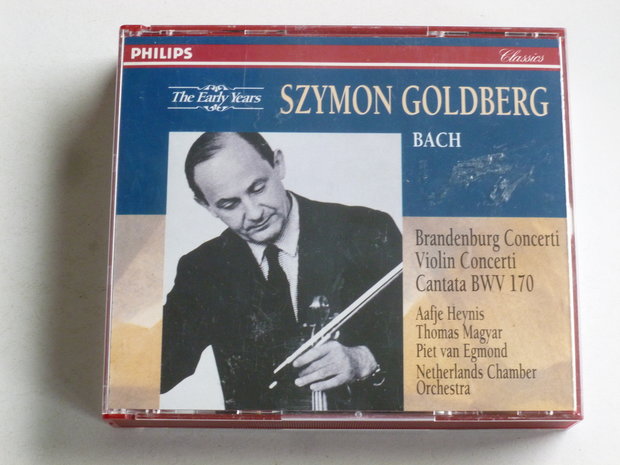 PHILIPS
Classics
The Early Years
SZYMON GOLDBERG
BACH
Brandenburg Concerti
Violin Concerti
Cantata BWV 170
Aafje Heynis
Thomas Magyar
Piet van Egmond
Netherlands Chamber
Orchestra